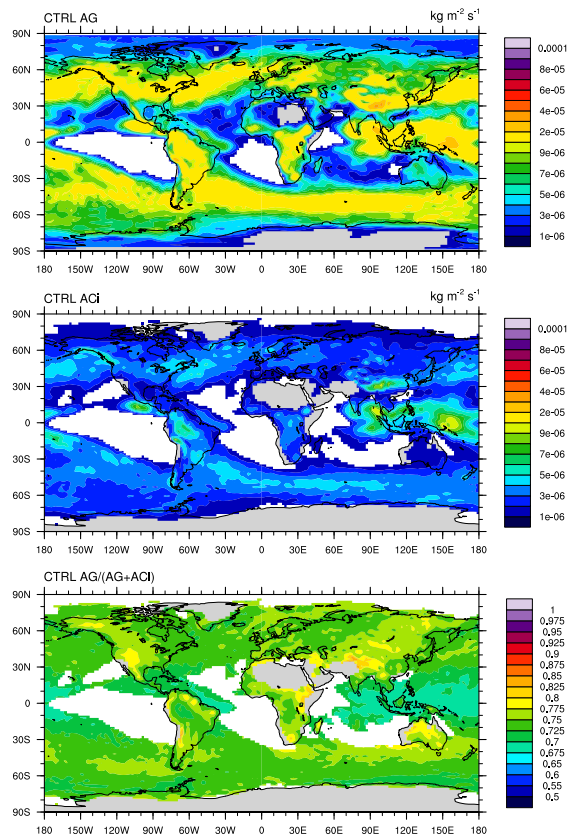 CTRL AG
kg m⁻² s⁻¹
90N
60N
30N
0
30S
60S
90S
180 150W 120W 90W 60W 30W 0 30E 60E 90E 120E 150E 180
0.0001
8e-05
6e-05
4e-05
2e-05
9e-06
7e-06
5e-06
3e-06
1e-06
CTRL ACi
kg m⁻² s⁻¹
90N
60N
30N
0
30S
60S
90S
180 150W 120W 90W 60W 30W 0 30E 60E 90E 120E 150E 180
0.0001
8e-05
6e-05
4e-05
2e-05
9e-06
7e-06
5e-06
3e-06
1e-06
CTRL AG/(AG+ACI)
90N
60N
30N
0
30S
60S
90S
180 150W 120W 90W 60W 30W 0 30E 60E 90E 120E 150E 180
1
0.975
0.95
0.925
0.9
0.875
0.85
0.825
0.8
0.775
0.75
0.725
0.7
0.675
0.65
0.6
0.55
0.5